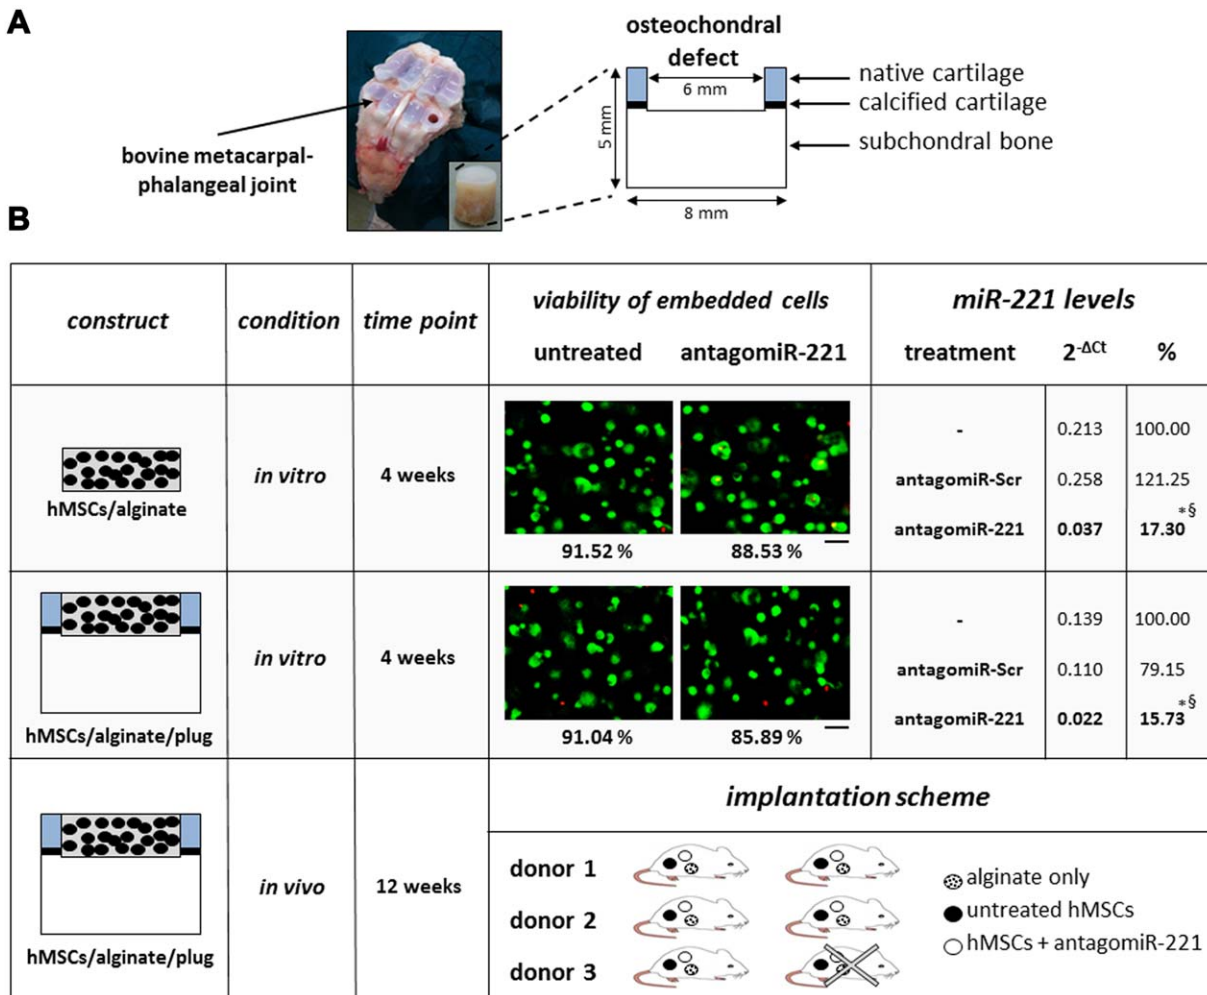 A
osteochondral
defect
6 mm
5 mm
8 mm
native cartilage
calcified cartilage
subchondral bone
bovine metacarpal-
phalangeal joint
B
construct
condition
time point
viability of embedded cells
untreated antagomiR-221
miR-221 levels
treatment 2^-ΔCt %
hMSCs/alginate
in vitro
4 weeks
91.52 % 88.53 %
- 0.213 100.00
antagomiR-Scr 0.258 121.25
antagomiR-221 0.037 17.30 *§
hMSCs/alginate/plug
in vitro
4 weeks
91.04 % 85.89 %
- 0.139 100.00
antagomiR-Scr 0.110 79.15
antagomiR-221 0.022 15.73 *§
hMSCs/alginate/plug
in vivo
12 weeks
implantation scheme
donor 1
donor 2
donor 3
alginate only
untreated hMSCs
hMSCs + antagomiR-221